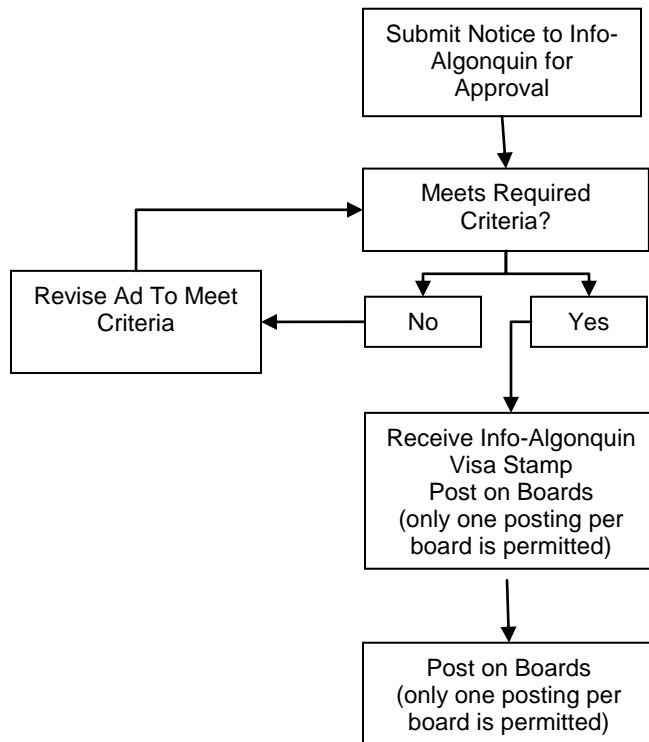 Submit Notice to Info-
Algonquin for
Approval
Meets Required
Criteria?
Revise Ad To Meet
Criteria
No
Yes
Receive Info-Algonquin
Visa Stamp
Post on Boards
(only one posting per
board is permitted)
Post on Boards
(only one posting per
board is permitted)